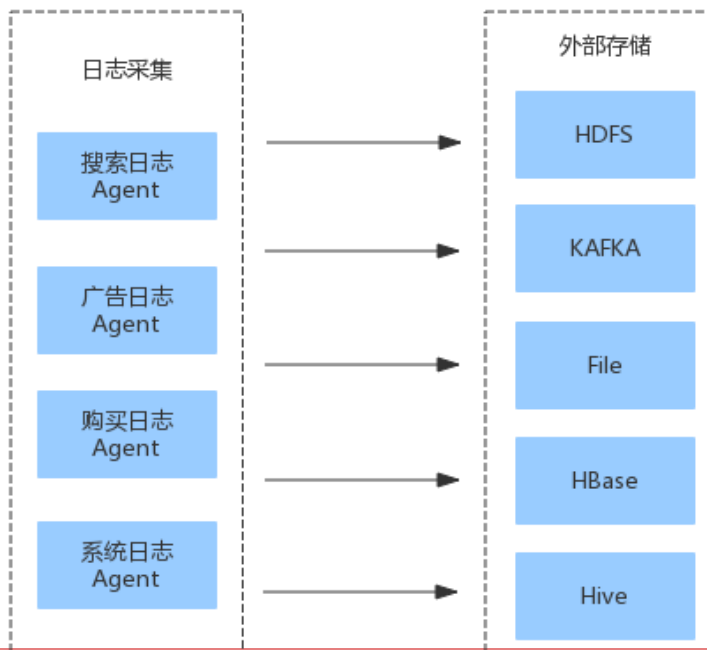 日志采集
搜索日志
Agent
广告日志
Agent
购买日志
Agent
系统日志
Agent
外部存储
HDFS
KAFKA
File
HBase
Hive